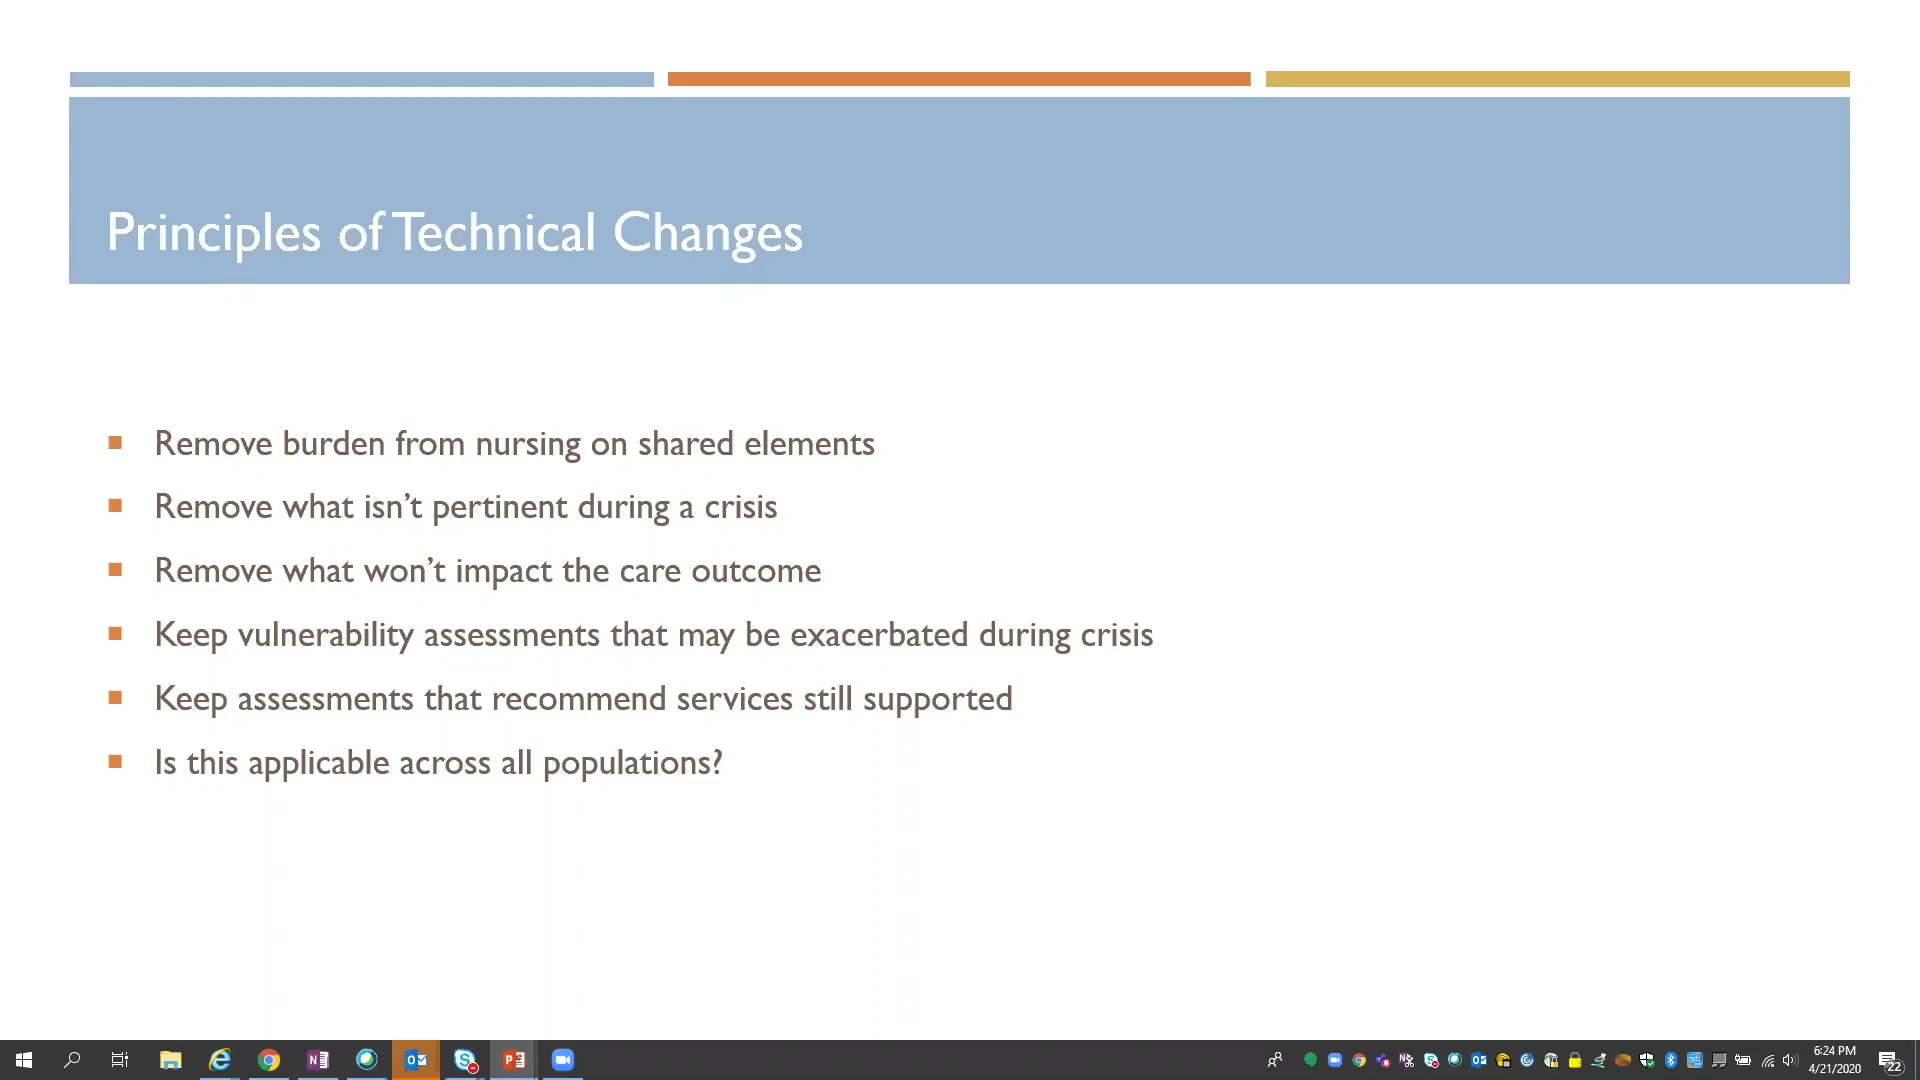 Principles of Technical Changes
Remove burden from nursing on shared elements
Remove what isn’t pertinent during a crisis
Remove what won’t impact the care outcome
Keep vulnerability assessments that may be exacerbated during crisis
Keep assessments that recommend services still supported
Is this applicable across all populations?
6:24 PM
4/21/2020
22